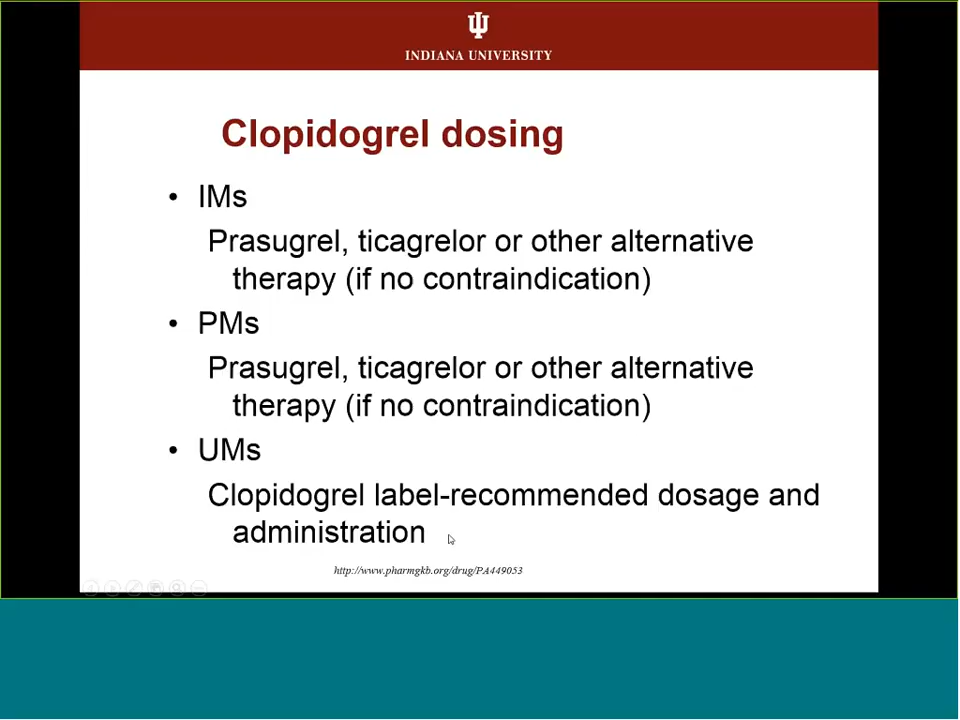 INDIANA UNIVERSITY
Clopidogrel dosing
• IMs
Prasugrel, ticagrelor or other alternative
therapy (if no contraindication)
• PMs
Prasugrel, ticagrelor or other alternative
therapy (if no contraindication)
• UMs
Clopidogrel label-recommended dosage and
administration
http://www.pharmgkb.org/drug/PA449053